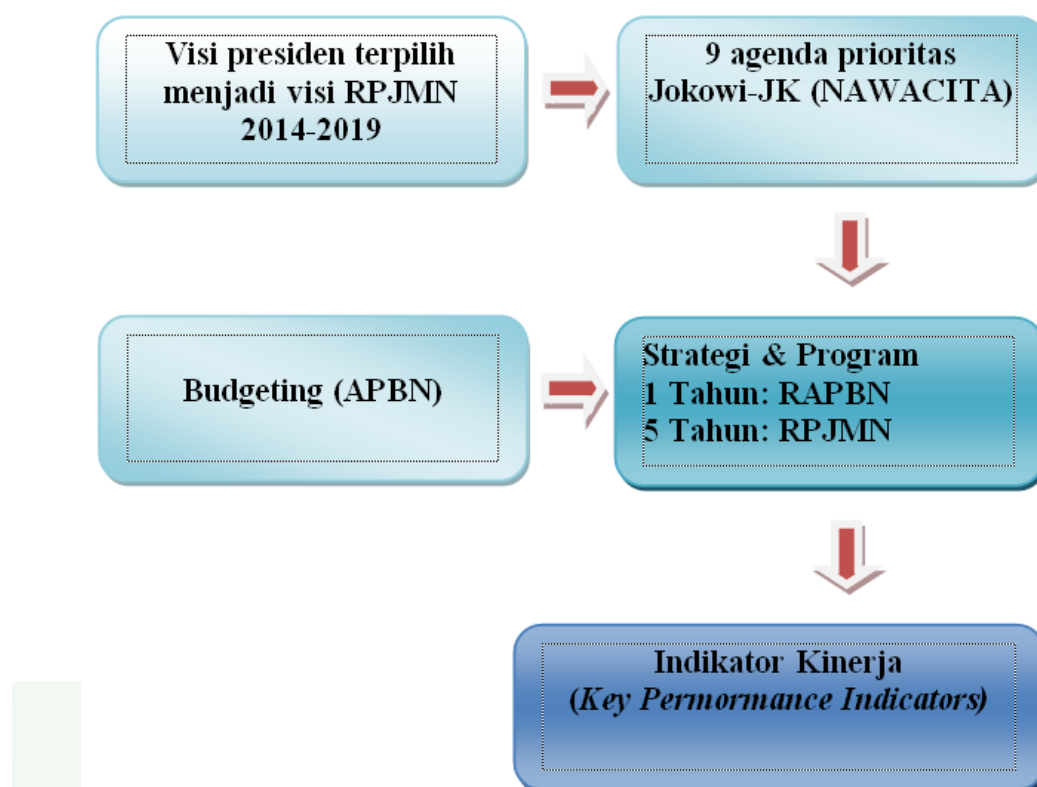 Visi presiden terpilih
menjadi visi RPJMN
2014-2019
9 agenda prioritas
Jokowi-JK (NAWACITA)
Budgeting (APBN)
Strategi & Program
1 Tahun: RAPBN
5 Tahun: RPJMN
Indikator Kinerja
(Key Permormance Indicators)